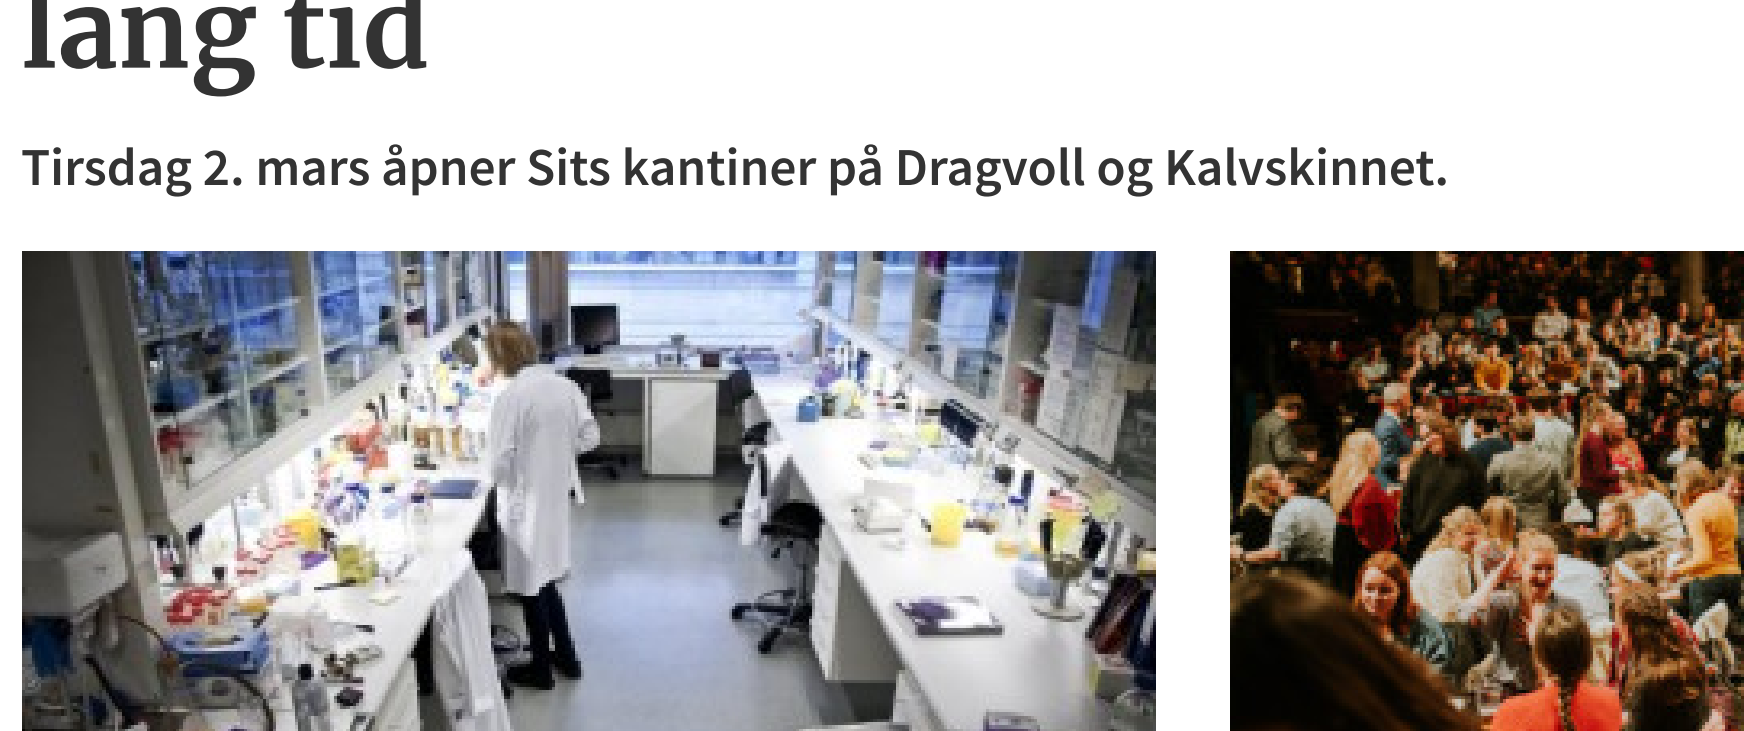 lang tid
Tirsdag 2. mars åpner Sits kantiner på Dragvoll og Kalvskinnet.